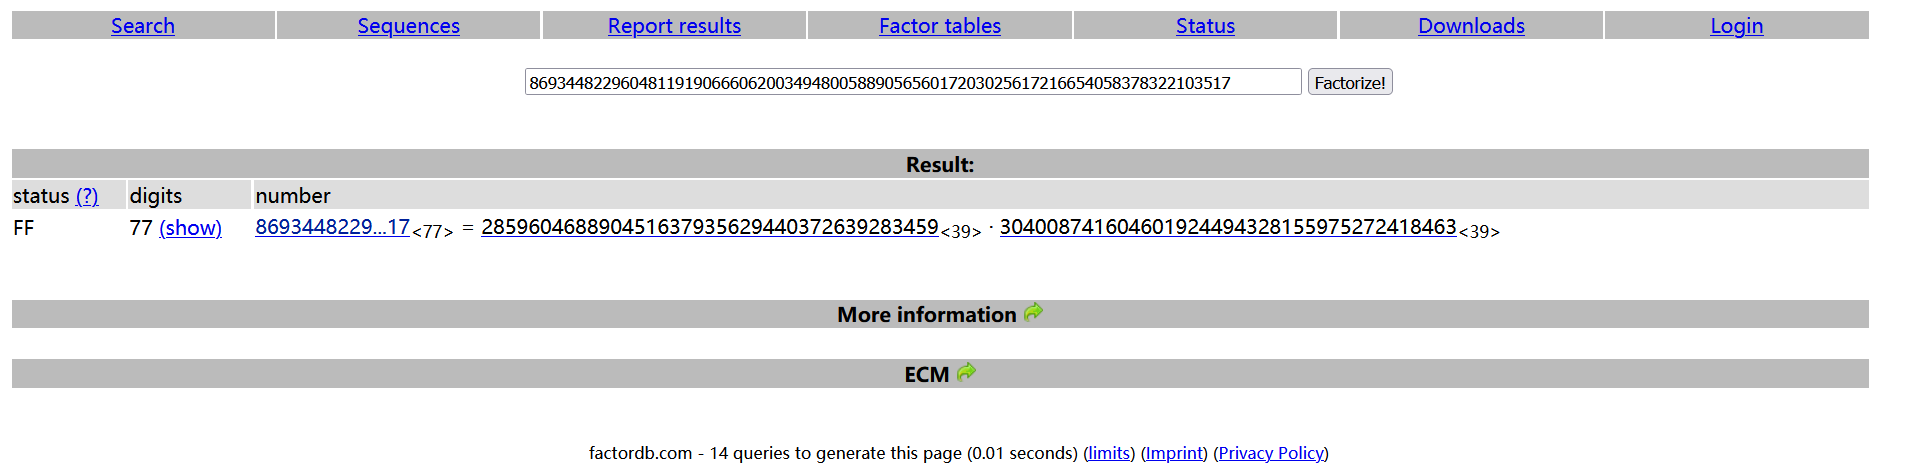 Search Sequences Report results Factor tables Status Downloads Login
86934482296048119190666062003494800588905656017203025617216654058378322103517 Factorize!
Result:
status (?) digits number
FF 77 (show) 8693448229...17<77> = 285960468890451637935629440372639283459<39> · 304008741604601924494328155975272418463<39>
More information
ECM
factordb.com - 14 queries to generate this page (0.01 seconds) (limits) (Imprint) (Privacy Policy)